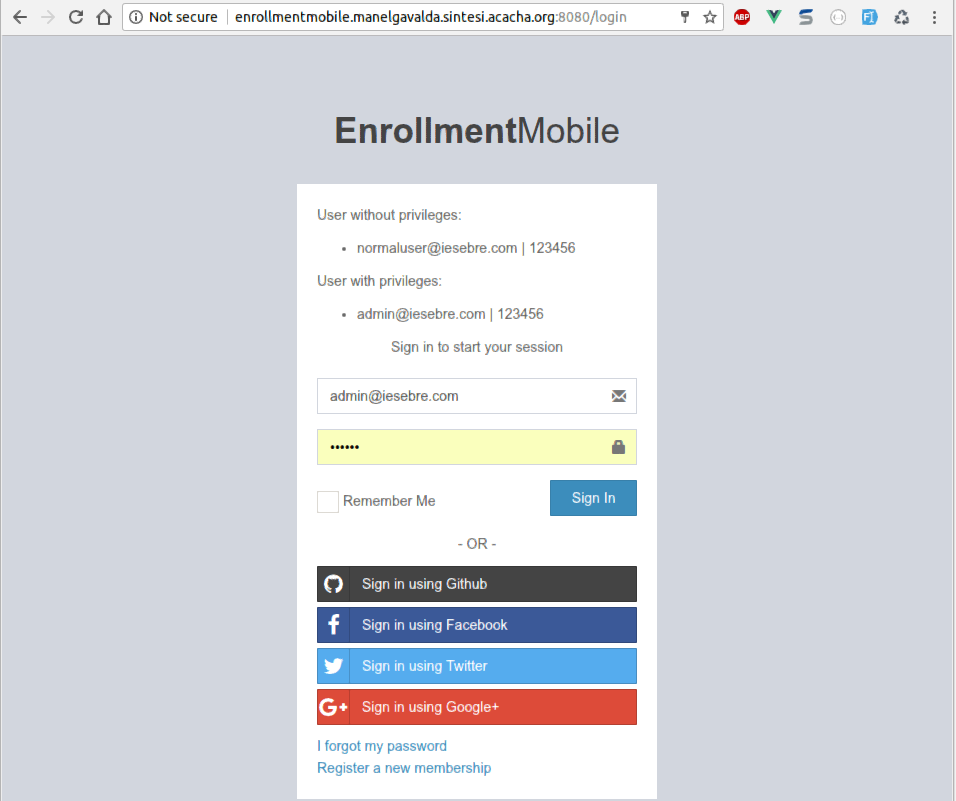 Not secure | enrollmentmobile.manelgavalda.sintesi.acacha.org:8080/login
ABP
EnrollmentMobile
User without privileges:
• normaluser@iesebre.com | 123456
User with privileges:
• admin@iesebre.com | 123456
Sign in to start your session
admin@iesebre.com
••••••
Remember Me
Sign In
- OR -
Sign in using Github
Sign in using Facebook
Sign in using Twitter
G+ Sign in using Google+
I forgot my password
Register a new membership